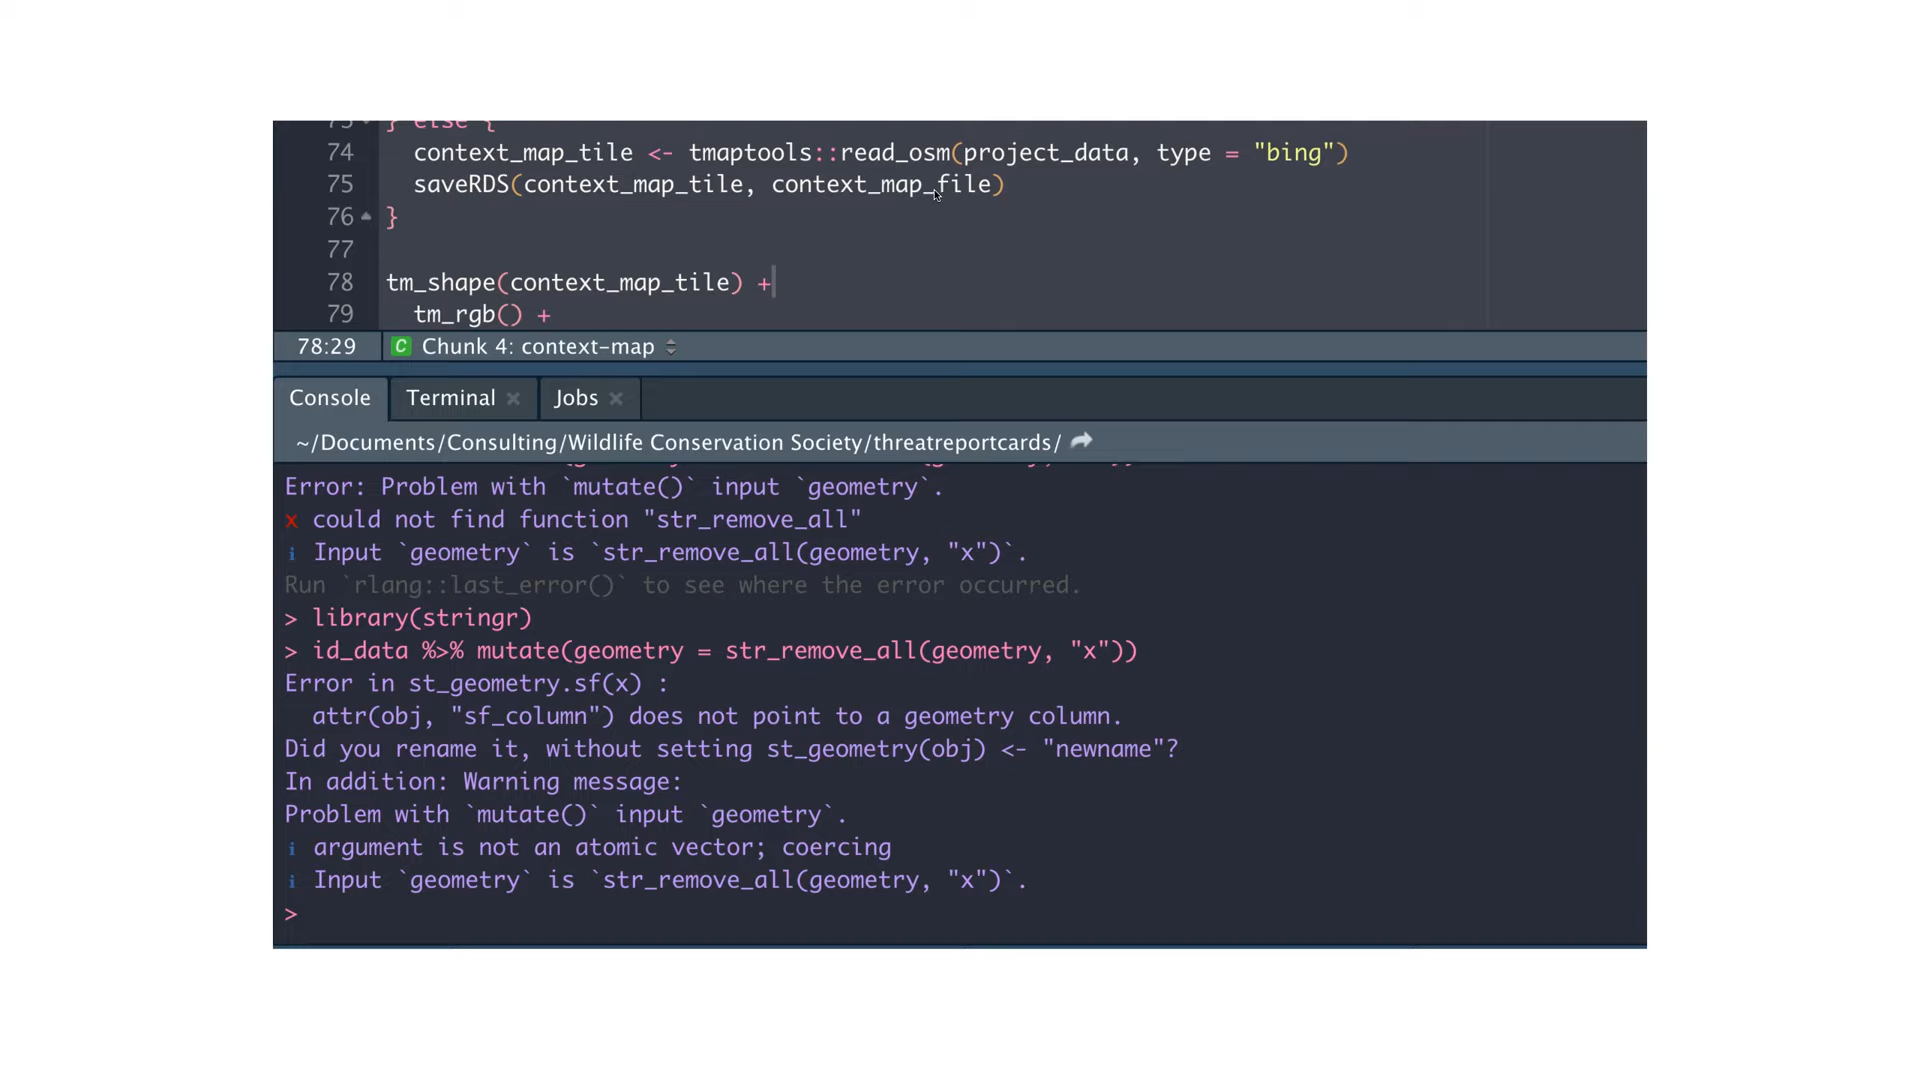 } else {
74 context_map_tile <- tmaptools::read_osm(project_data, type = "bing")
75 saveRDS(context_map_tile, context_map_file)
76 }
77
78 tm_shape(context_map_tile) +
79 tm_rgb() +
78:29 C Chunk 4: context-map
Console Terminal Jobs
~/Documents/Consulting/Wildlife Conservation Society/threatreportcards/
Error: Problem with `mutate()` input `geometry`.
x could not find function "str_remove_all"
i Input `geometry` is `str_remove_all(geometry, "x")`.
Run `rlang::last_error()` to see where the error occurred.
> library(stringr)
> id_data %>% mutate(geometry = str_remove_all(geometry, "x"))
Error in st_geometry.sf(x) :
attr(obj, "sf_column") does not point to a geometry column.
Did you rename it, without setting st_geometry(obj) <- "newname"?
In addition: Warning message:
Problem with `mutate()` input `geometry`.
i argument is not an atomic vector; coercing
i Input `geometry` is `str_remove_all(geometry, "x")`.
>